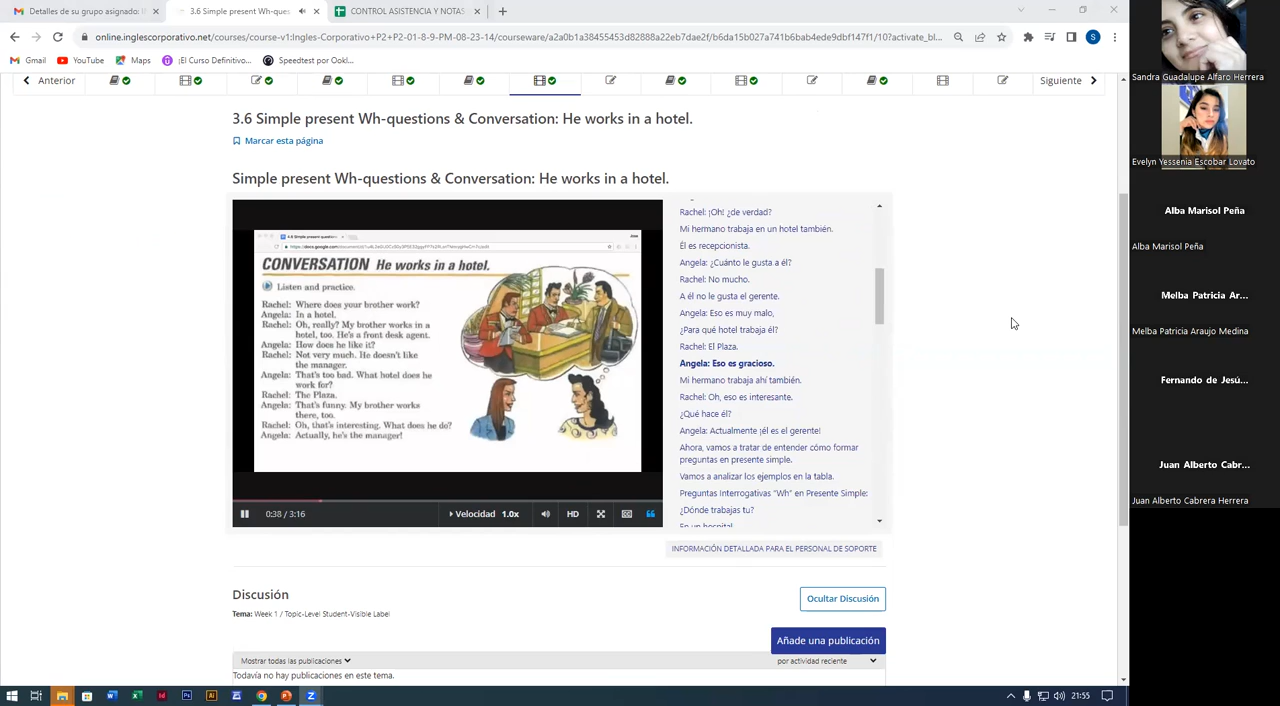 Detalles de su grupo asignado: I
3.6 Simple present Wh-ques
CONTROL ASISTENCIA Y NOTAS
online.inglescorporativo.net/courses/course-v1:Ingles-Corporativo+P2+P2-01-8-9-PM-08-23-14/courseware/a2a0b1a38455453d82888a22eb7dae2f/b6da15b027a741b6bab4ede9dbf147f1/10?activate_bl...
S
Gmail
YouTube
Maps
¡El Curso Definitivo...
Speedtest por Ookl...
Anterior
Siguiente
3.6 Simple present Wh-questions & Conversation: He works in a hotel.
Marcar esta página
Simple present Wh-questions & Conversation: He works in a hotel.
CONVERSATION He works in a hotel.
Listen and practice.
Rachel: Where does your brother work?
Angela: In a hotel.
Rachel: Oh, really? My brother works in a
hotel, too. He's a front desk agent.
Angela: How does he like it?
Rachel: Not very much. He doesn't like
the manager.
Angela: That's too bad. What hotel does he
work for?
Rachel: The Plaza.
Angela: That's funny. My brother works
there, too.
Rachel: Oh, that's interesting. What does he do?
Angela: Actually, he's the manager!
0:38 / 3:16
Velocidad 1.0x
HD
Rachel: ¡Oh! ¿de verdad?
Mi hermano trabaja en un hotel también.
Él es recepcionista.
Angela: ¿Cuánto le gusta a él?
Rachel: No mucho.
A él no le gusta el gerente.
Angela: Eso es muy malo,
¿Para qué hotel trabaja él?
Rachel: El Plaza.
Angela: Eso es gracioso.
Mi hermano trabaja ahí también.
Rachel: Oh, eso es interesante.
¿Qué hace él?
Angela: Actualmente ¡él es el gerente!
Ahora, vamos a tratar de entender cómo formar
preguntas en presente simple.
Vamos a analizar los ejemplos en la tabla.
Preguntas Interrogativas "Wh" en Presente Simple:
¿Dónde trabajas tu?
En un hospital
INFORMACIÓN DETALLADA PARA EL PERSONAL DE SOPORTE
Discusión
Tema: Week 1 / Topic-Level Student-Visible Label
Ocultar Discusión
Añade una publicación
Mostrar todas las publicaciones
por actividad reciente
Todavía no hay publicaciones en este tema.
Sandra Guadalupe Alfaro Herrera
Evelyn Yessenia Escobar Lovato
Alba Marisol Peña
Alba Marisol Peña
Melba Patricia Ar...
Melba Patricia Araujo Medina
Fernando de Jesú...
Juan Alberto Cabr...
Juan Alberto Cabrera Herrera
21:55